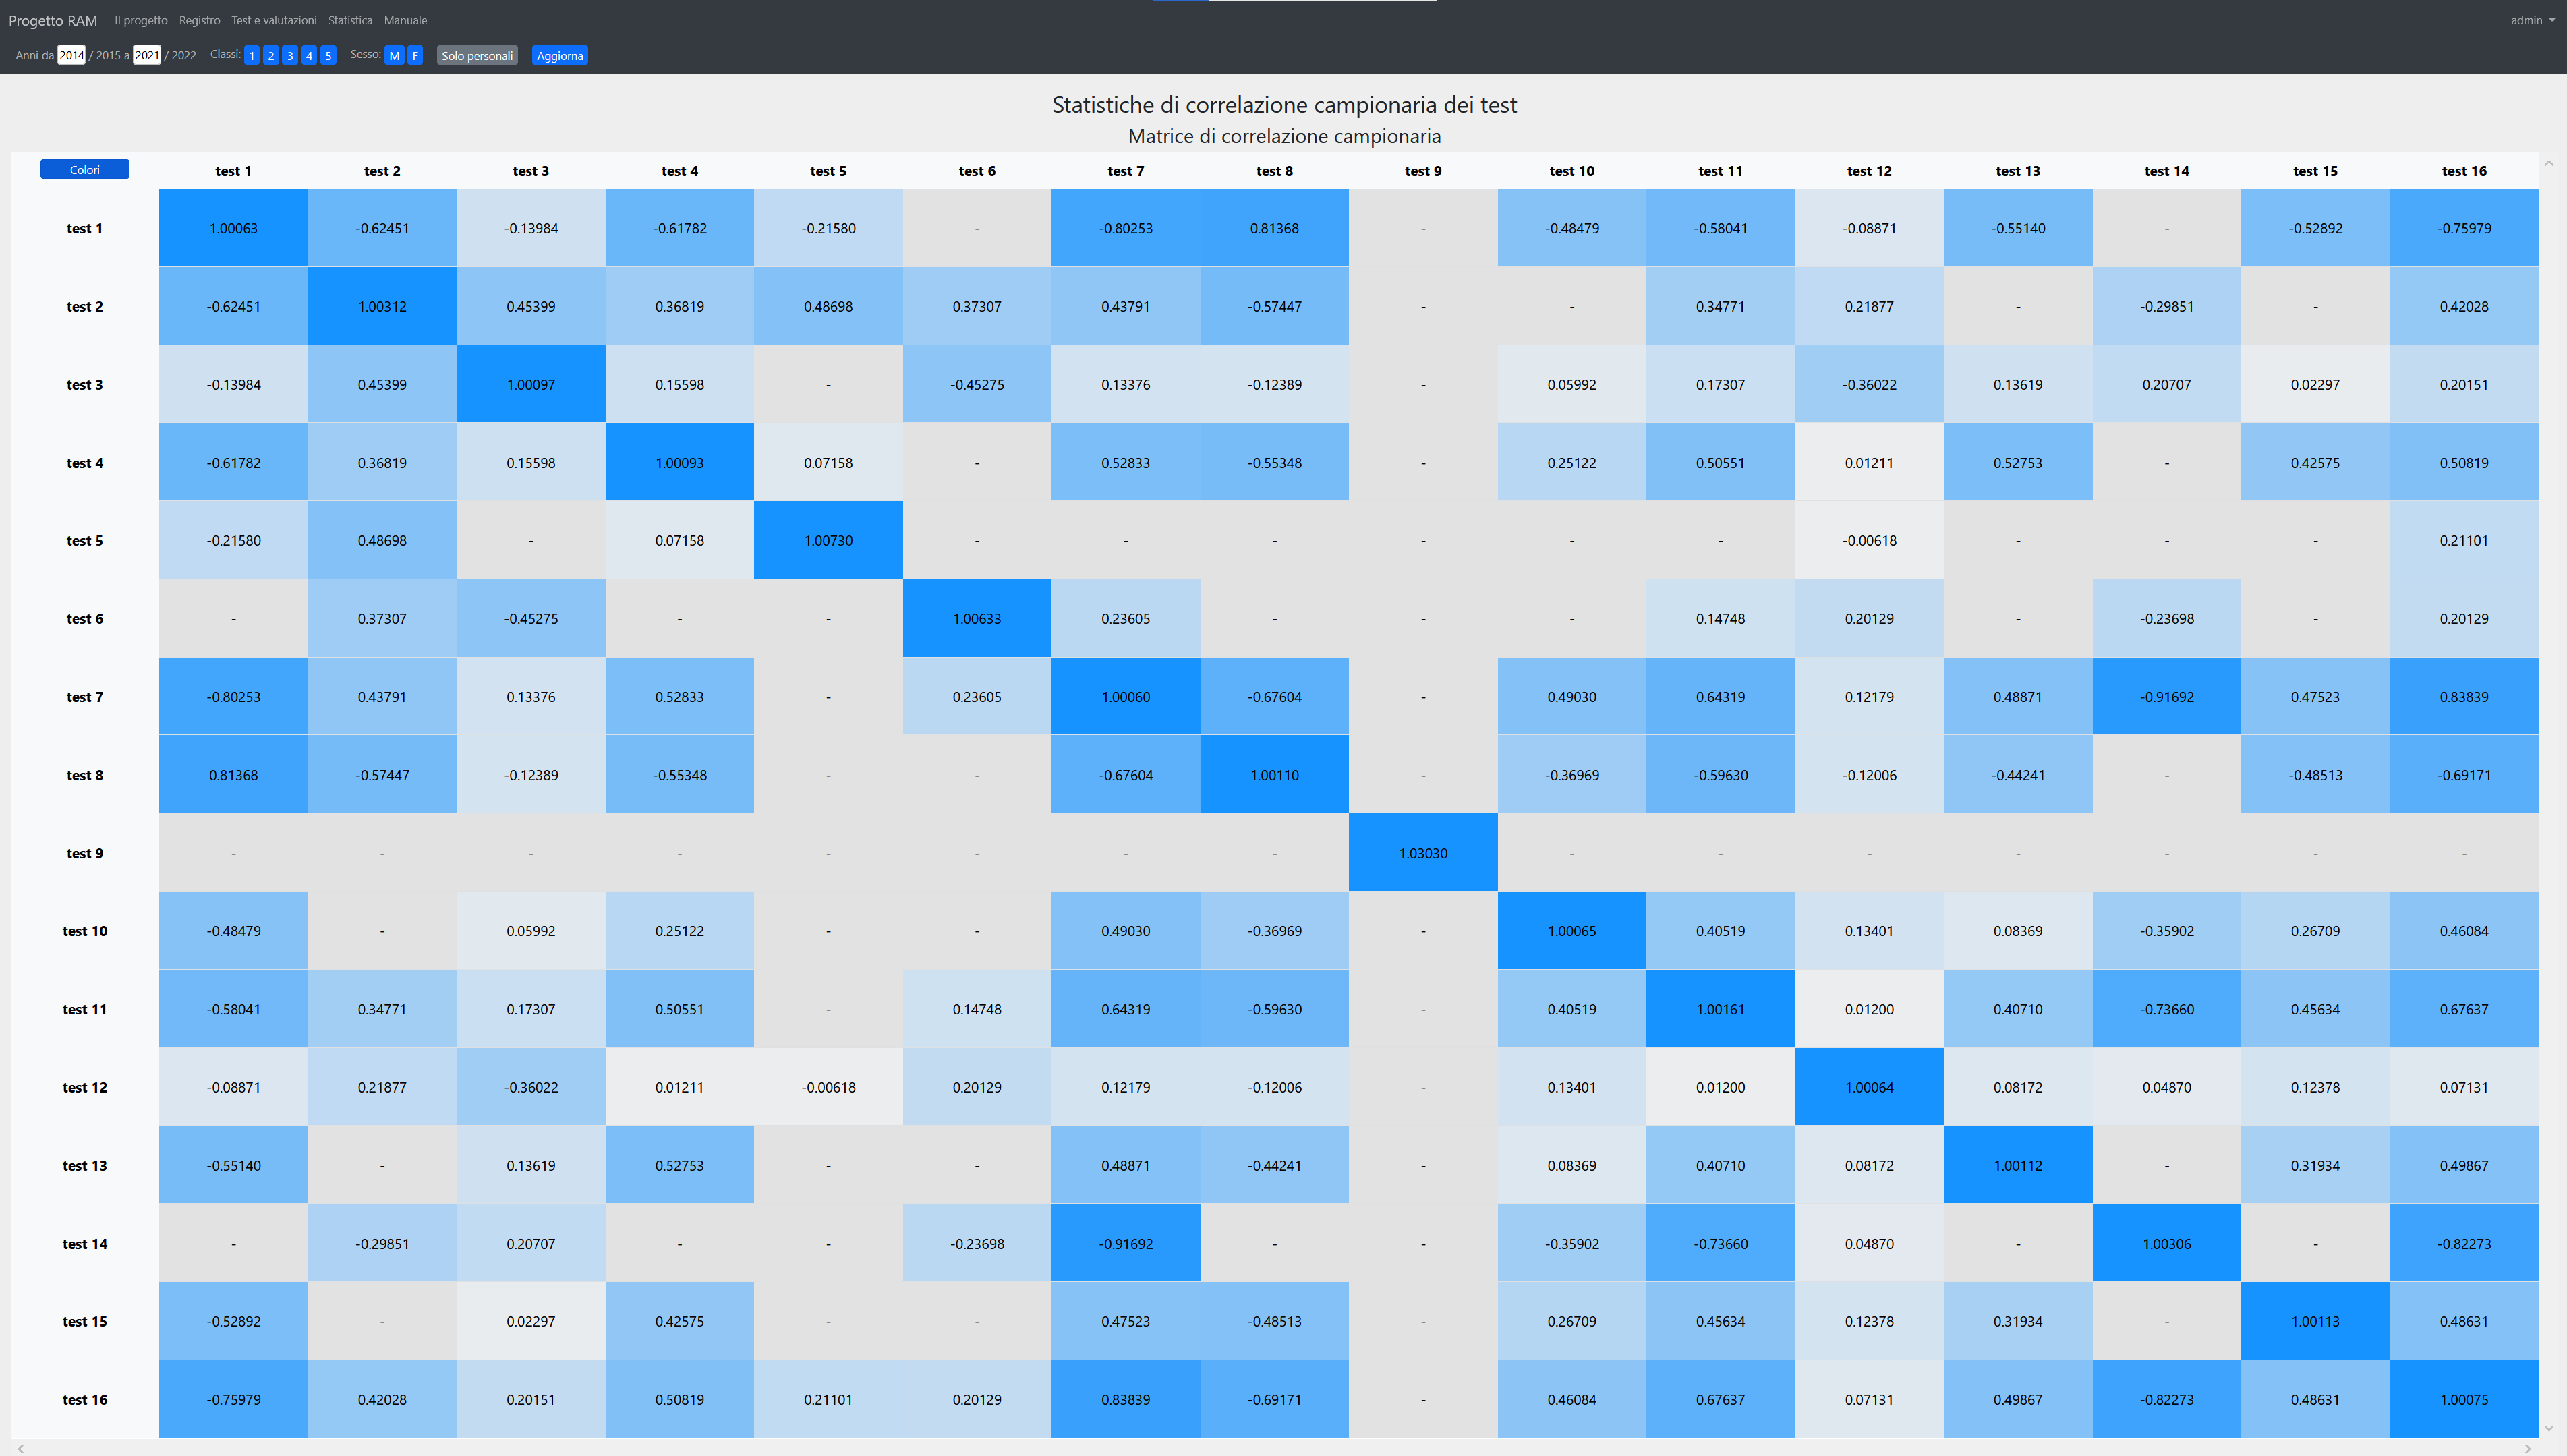 Progetto RAM Il progetto Registro Test e valutazioni Statistica Manuale admin
Anni da 2014 / 2015 a 2021 / 2022 Classi: 1 2 3 4 5 Sesso: M F Solo personali Aggiorna
Statistiche di correlazione campionaria dei test
Matrice di correlazione campionaria
Colori test 1 test 2 test 3 test 4 test 5 test 6 test 7 test 8 test 9 test 10 test 11 test 12 test 13 test 14 test 15 test 16
test 1 1.00063 -0.62451 -0.13984 -0.61782 -0.21580 - -0.80253 0.81368 - -0.48479 -0.58041 -0.08871 -0.55140 - -0.52892 -0.75979
test 2 -0.62451 1.00312 0.45399 0.36819 0.48698 0.37307 0.43791 -0.57447 - - 0.34771 0.21877 - -0.29851 - 0.42028
test 3 -0.13984 0.45399 1.00097 0.15598 - -0.45275 0.13376 -0.12389 - 0.05992 0.17307 -0.36022 0.13619 0.20707 0.02297 0.20151
test 4 -0.61782 0.36819 0.15598 1.00093 0.07158 - 0.52833 -0.55348 - 0.25122 0.50551 0.01211 0.52753 - 0.42575 0.50819
test 5 -0.21580 0.48698 - 0.07158 1.00730 - - - - - - -0.00618 - - - 0.21101
test 6 - 0.37307 -0.45275 - - 1.00633 0.23605 - - - 0.14748 0.20129 - -0.23698 - 0.20129
test 7 -0.80253 0.43791 0.13376 0.52833 - 0.23605 1.00060 -0.67604 - 0.49030 0.64319 0.12179 0.48871 -0.91692 0.47523 0.83839
test 8 0.81368 -0.57447 -0.12389 -0.55348 - - -0.67604 1.00110 - -0.36969 -0.59630 -0.12006 -0.44241 - -0.48513 -0.69171
test 9 - - - - - - - - 1.03030 - - - - - - -
test 10 -0.48479 - 0.05992 0.25122 - - 0.49030 -0.36969 - 1.00065 0.40519 0.13401 0.08369 -0.35902 0.26709 0.46084
test 11 -0.58041 0.34771 0.17307 0.50551 - 0.14748 0.64319 -0.59630 - 0.40519 1.00161 0.01200 0.40710 -0.73660 0.45634 0.67637
test 12 -0.08871 0.21877 -0.36022 0.01211 -0.00618 0.20129 0.12179 -0.12006 - 0.13401 0.01200 1.00064 0.08172 0.04870 0.12378 0.07131
test 13 -0.55140 - 0.13619 0.52753 - - 0.48871 -0.44241 - 0.08369 0.40710 0.08172 1.00112 - 0.31934 0.49867
test 14 - -0.29851 0.20707 - - -0.23698 -0.91692 - - -0.35902 -0.73660 0.04870 - 1.00306 - -0.82273
test 15 -0.52892 - 0.02297 0.42575 - - 0.47523 -0.48513 - 0.26709 0.45634 0.12378 0.31934 - 1.00113 0.48631
test 16 -0.75979 0.42028 0.20151 0.50819 0.21101 0.20129 0.83839 -0.69171 - 0.46084 0.67637 0.07131 0.49867 -0.82273 0.48631 1.00075